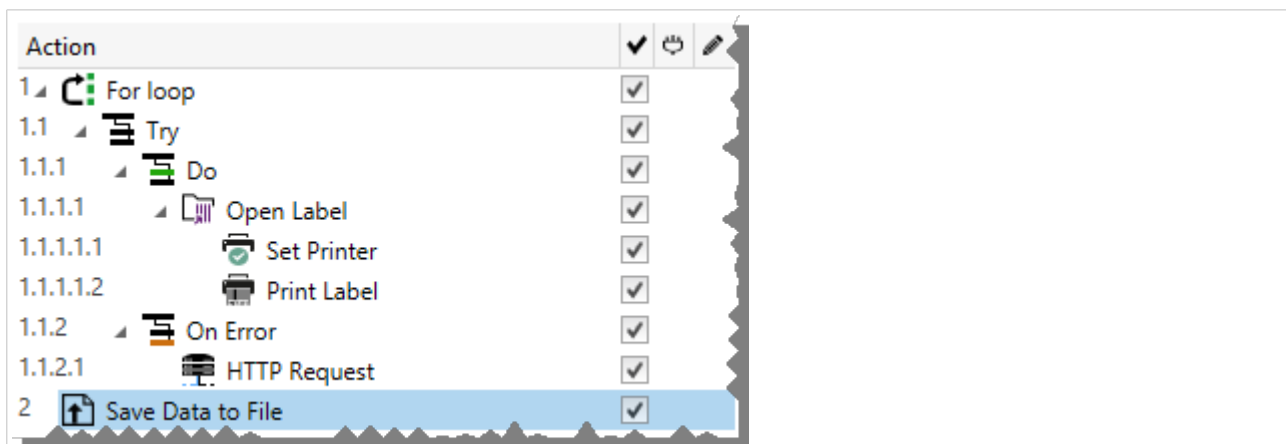 Action
1 For loop
1.1 Try
1.1.1 Do
1.1.1.1 Open Label
1.1.1.1.1 Set Printer
1.1.1.1.2 Print Label
1.1.2 On Error
1.1.2.1 HTTP Request
2 Save Data to File